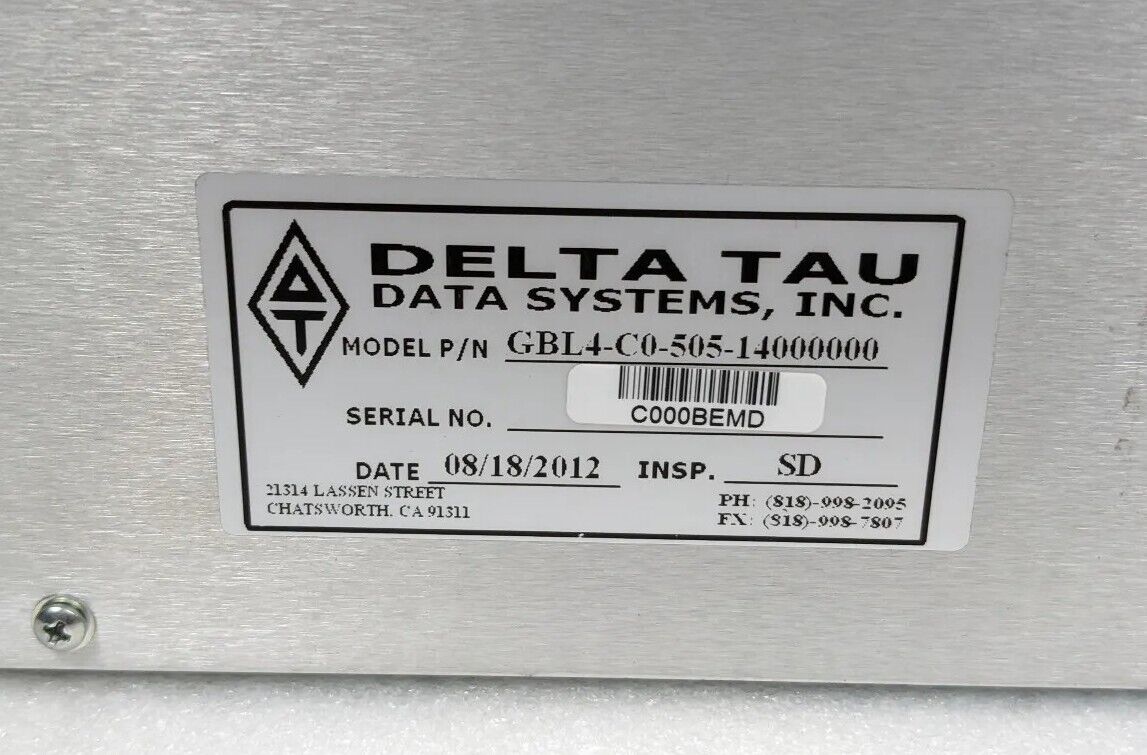 DELTA TAU
DATA SYSTEMS, INC.
MODEL P/N GBL4-C0-505-14000000
SERIAL NO. C000BEMD
DATE 08/18/2012 INSP. SD
21314 LASSEN STREET PH: (818)-998-2095
CHATSWORTH, CA 91311 FX: (818)-998-7807